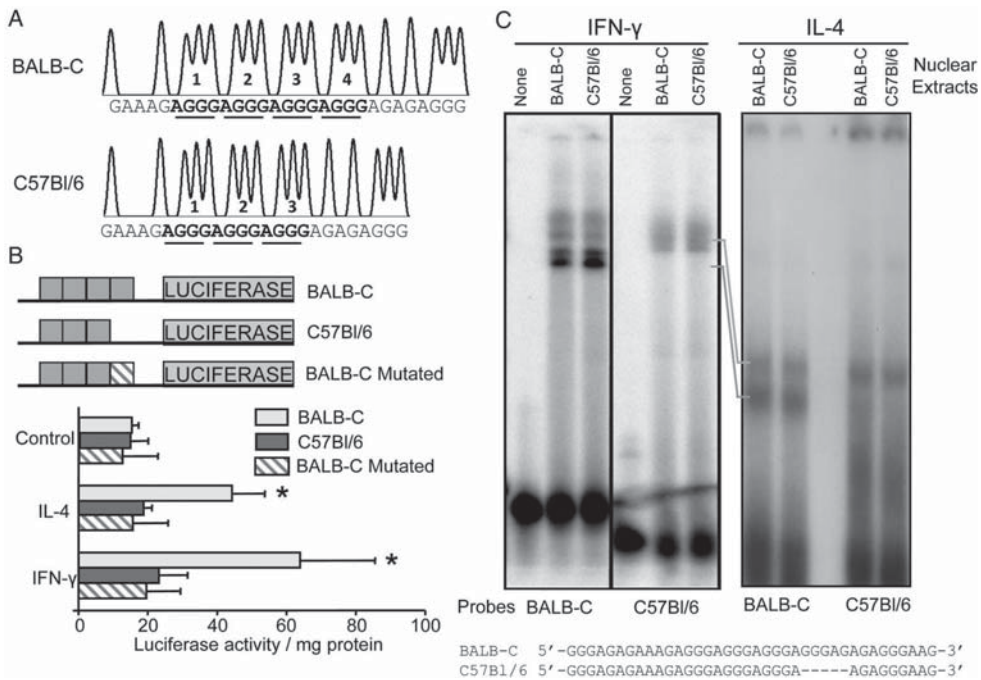 A
BALB-C
1 2 3 4
GAAAGAGGGAGGGAGGGAGGGAGAGAGGG
C57Bl/6
1 2 3
GAAAGAGGGAGGGAGGGAGAGAGGG
B
LUCIFERASE BALB-C
LUCIFERASE C57Bl/6
LUCIFERASE BALB-C Mutated
Control
IL-4
IFN-γ
BALB-C
C57Bl/6
BALB-C Mutated
*
*
0 20 40 60 80 100
Luciferase activity / mg protein
C
IFN-γ IL-4
None BALB-C C57Bl/6 None BALB-C C57Bl/6 BALB-C C57Bl/6 BALB-C C57Bl/6
Nuclear
Extracts
Probes BALB-C C57Bl/6 BALB-C C57Bl/6
BALB-C 5’-GGGAGAGAAAGAGGGAGGGAGGGAGGGAGAGAGGGAAG-3’
C57Bl/6 5’-GGGAGAGAAAGAGGGAGGGAGGGA-----AGAGGGAAG-3’